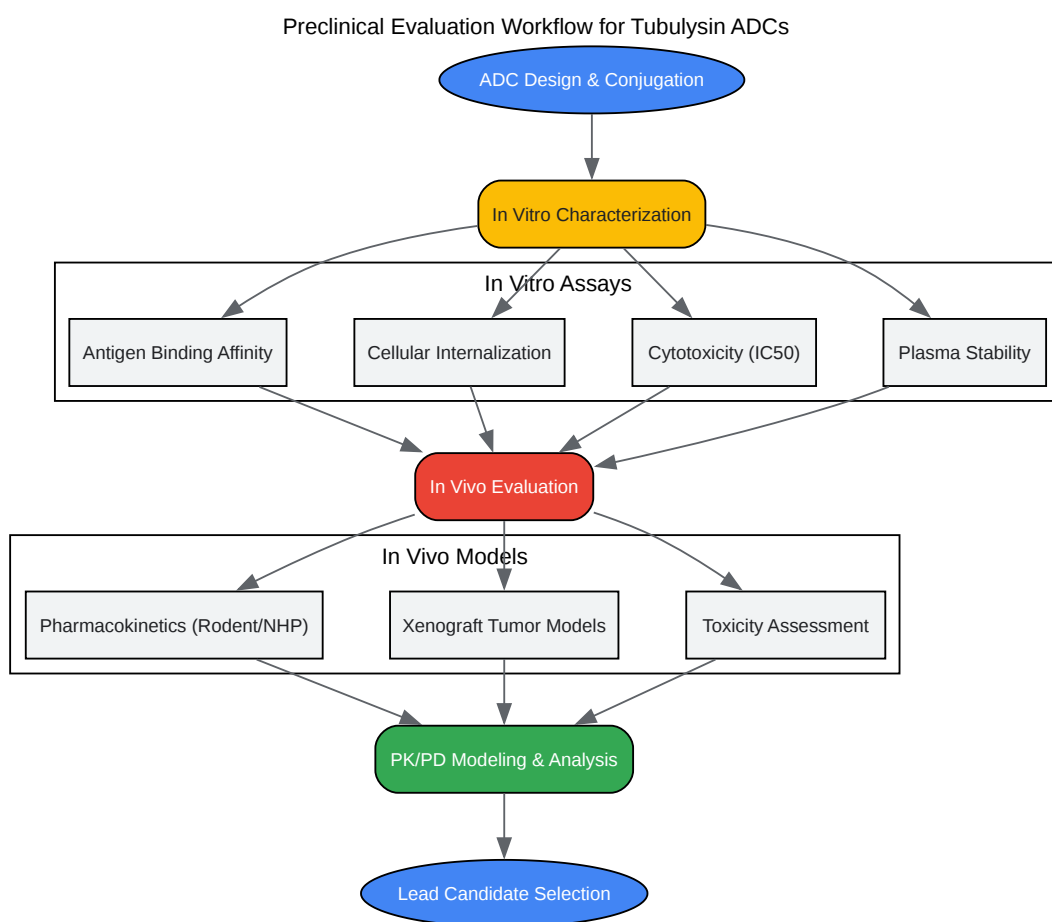 Preclinical Evaluation Workflow for Tubulysin ADCs
ADC Design & Conjugation
In Vitro Characterization
In Vitro Assays
Antigen Binding Affinity
Cellular Internalization
Cytotoxicity (IC50)
Plasma Stability
In Vivo Evaluation
In Vivo Models
Pharmacokinetics (Rodent/NHP)
Xenograft Tumor Models
Toxicity Assessment
PK/PD Modeling & Analysis
Lead Candidate Selection